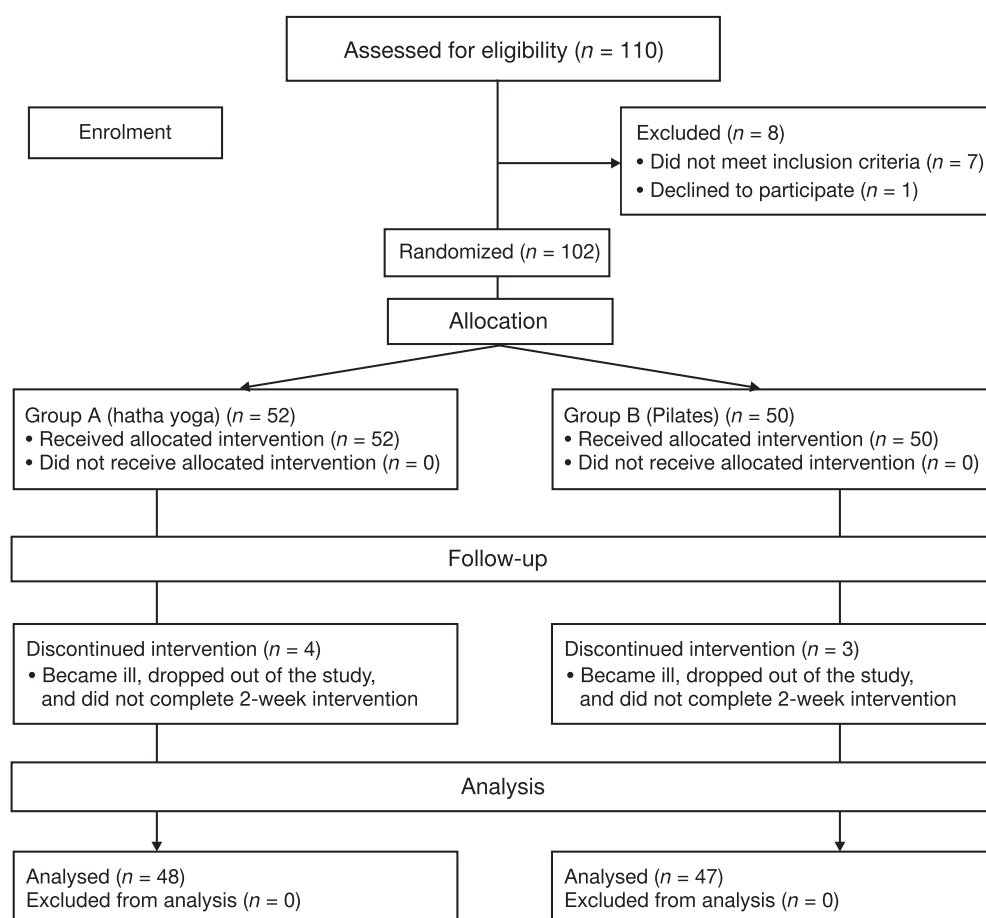 Assessed for eligibility (n = 110)
Enrolment
Excluded (n = 8)
• Did not meet inclusion criteria (n = 7)
• Declined to participate (n = 1)
Randomized (n = 102)
Allocation
Group A (hatha yoga) (n = 52)
• Received allocated intervention (n = 52)
• Did not receive allocated intervention (n = 0)
Group B (Pilates) (n = 50)
• Received allocated intervention (n = 50)
• Did not receive allocated intervention (n = 0)
Follow-up
Discontinued intervention (n = 4)
• Became ill, dropped out of the study,
and did not complete 2-week intervention
Discontinued intervention (n = 3)
• Became ill, dropped out of the study,
and did not complete 2-week intervention
Analysis
Analysed (n = 48)
Excluded from analysis (n = 0)
Analysed (n = 47)
Excluded from analysis (n = 0)